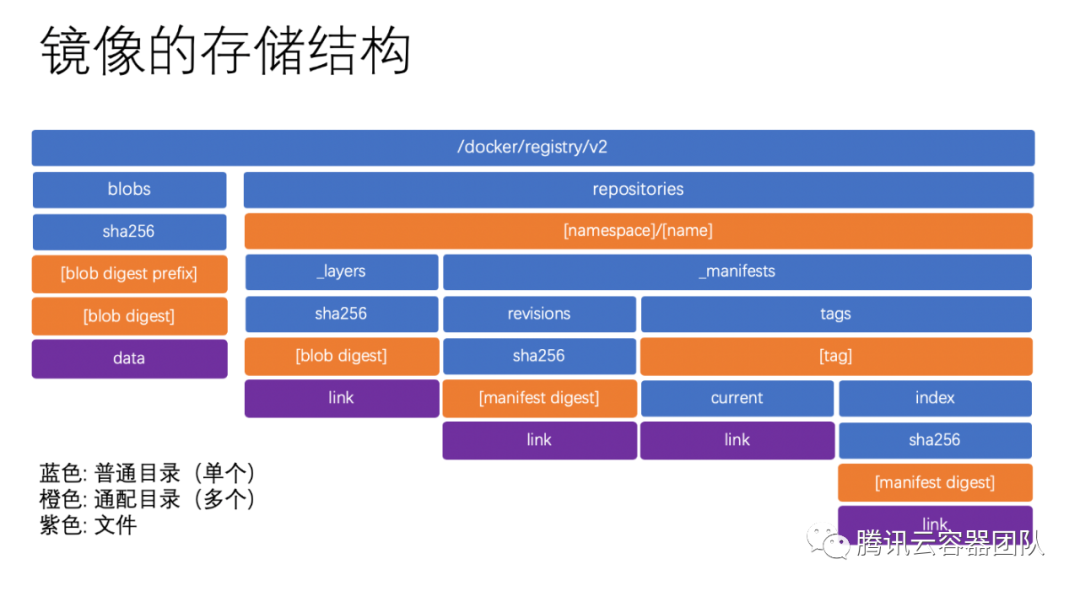 镜像的存储结构
/docker/registry/v2
blobs
repositories
sha256
[namespace]/[name]
[blob digest prefix]
_layers
_manifests
[blob digest]
sha256
revisions
tags
data
[blob digest]
sha256
[tag]
link
[manifest digest]
current
index
link
link
sha256
[manifest digest]
link
蓝色: 普通目录（单个）
橙色: 通配目录（多个）
紫色: 文件
腾讯云容器团队